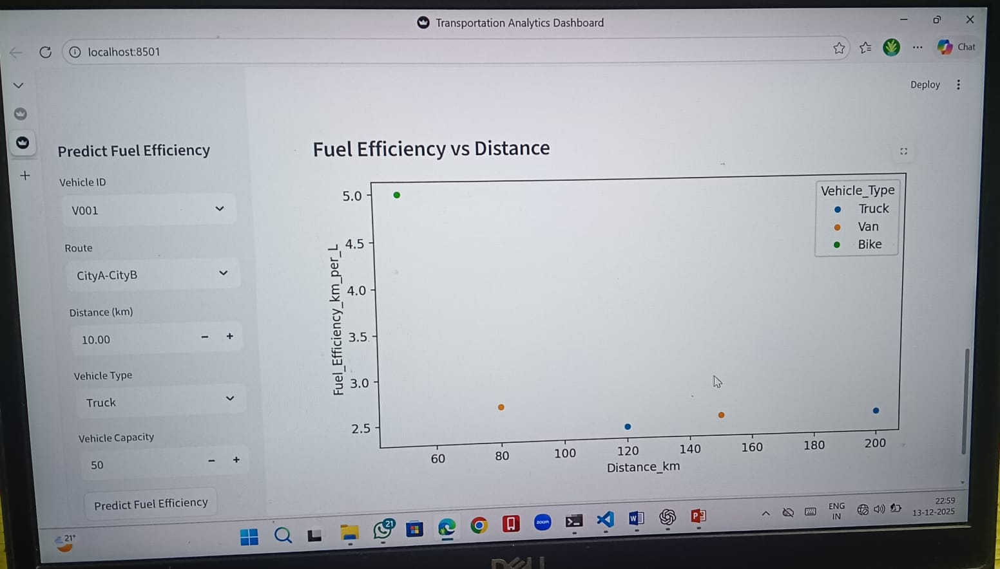 Transportation Analytics Dashboard
localhost:8501
Chat
Deploy
Predict Fuel Efficiency
Vehicle ID
V001
Route
CityA-CityB
Distance (km)
10.00
Vehicle Type
Truck
Vehicle Capacity
50
Predict Fuel Efficiency
Fuel Efficiency vs Distance
Vehicle_Type
Truck
Van
Bike
Fuel_Efficiency_km_per_L
5.0
4.5
4.0
3.5
3.0
2.5
60 80 100 120 140 160 180 200
Distance_km
21°
21
zoom
W
P
ENG
IN
22:59
13-12-2025
DELL